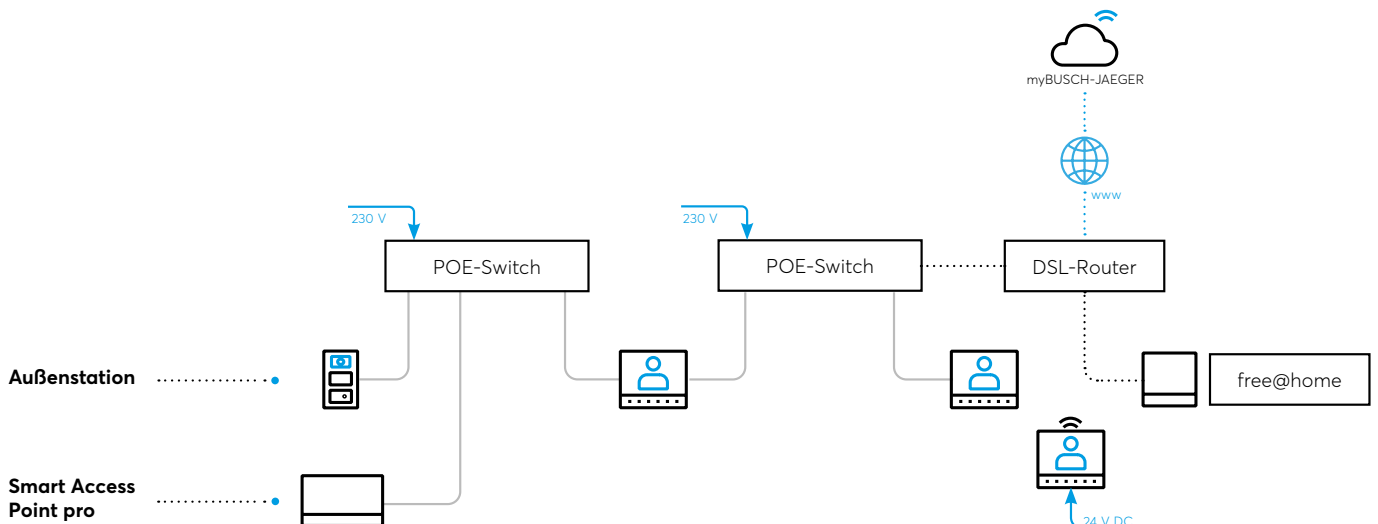 myBUSCH-JAEGER
www
230 V
230 V
POE-Switch
POE-Switch
DSL-Router
Außenstation
free@home
Smart Access
Point pro
24 V DC